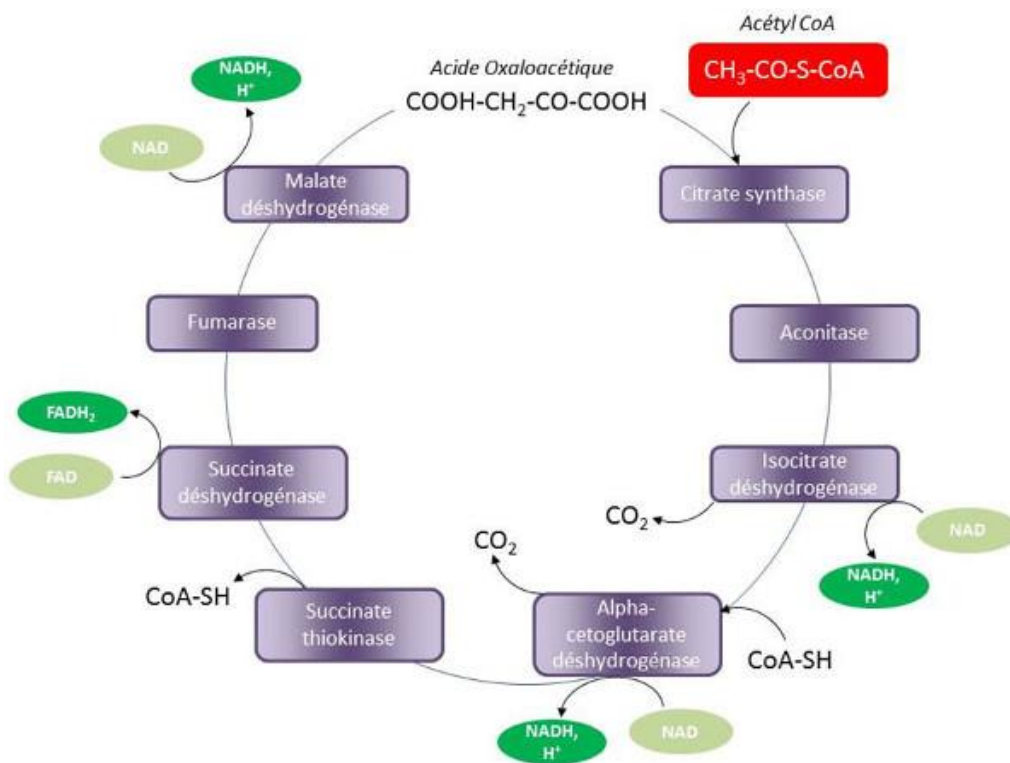 Acétyl CoA
CH₃-CO-S-CoA
Acide Oxaloacétique
COOH-CH₂-CO-COOH
NADH,
H⁺
NAD
Malate
déshydrogénase
Citrate synthase
Fumarase
Aconitase
FADH₂
FAD
Succinate
déshydrogénase
Isocitrate
déshydrogénase
CO₂
NAD
NADH,
H⁺
CO₂
CoA-SH
Succinate
thiokinase
Alpha-
cetoglutarate
déshydrogénase
CoA-SH
NADH,
H⁺
NAD